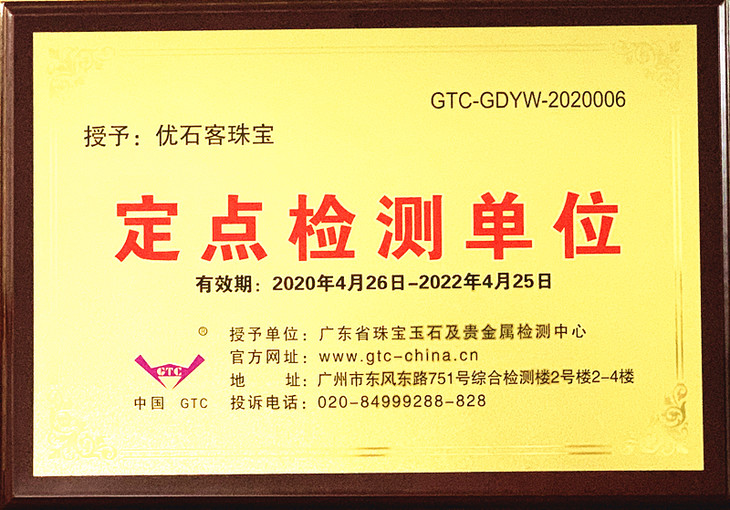 GTC-GDYW-2020006
授予：优石客珠宝
定点检测单位
有效期：2020年4月26日-2022年4月25日
授予单位：广东省珠宝玉石及贵金属检测中心
官方网址：www.gtc-china.cn
地 址：广州市东风东路751号综合检测楼2号楼2-4楼
投诉电话：020-84999288-828
®
GTC
中国 GTC